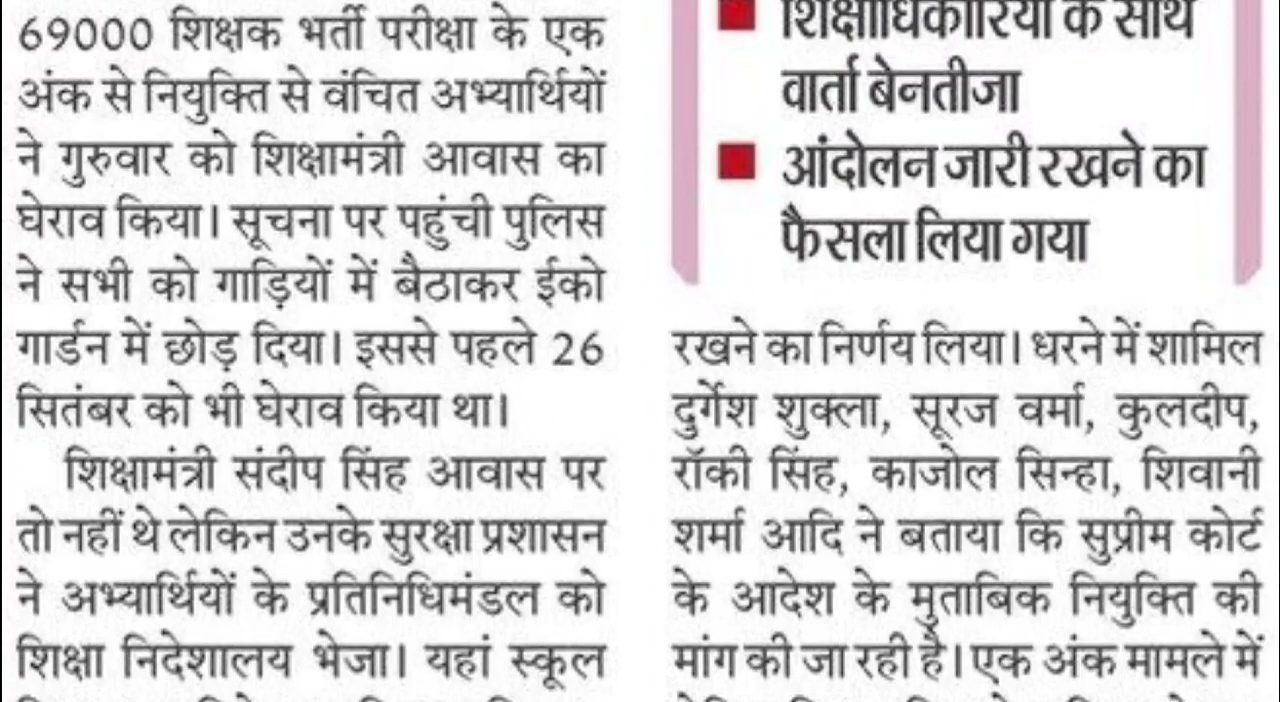 69000 शिक्षक भर्ती परीक्षा के एक
अंक से नियुक्ति से वंचित अभ्यार्थियों
ने गुरुवार को शिक्षामंत्री आवास का
घेराव किया। सूचना पर पहुंची पुलिस
ने सभी को गाड़ियों में बैठाकर ईको
गार्डन में छोड़ दिया। इससे पहले 26
सितंबर को भी घेराव किया था।
शिक्षामंत्री संदीप सिंह आवास पर
तो नहीं थे लेकिन उनके सुरक्षा प्रशासन
ने अभ्यार्थियों के प्रतिनिधिमंडल को
शिक्षा निदेशालय भेजा। यहां स्कूल
शिक्षाधिकारियों के साथ
वार्ता बेनतीजा
आंदोलन जारी रखने का
फैसला लिया गया
रखने का निर्णय लिया। धरने में शामिल
दुर्गेश शुक्ला, सूरज वर्मा, कुलदीप,
रॉकी सिंह, काजोल सिन्हा, शिवानी
शर्मा आदि ने बताया कि सुप्रीम कोर्ट
के आदेश के मुताबिक नियुक्ति की
मांग की जा रही है। एक अंक मामले में